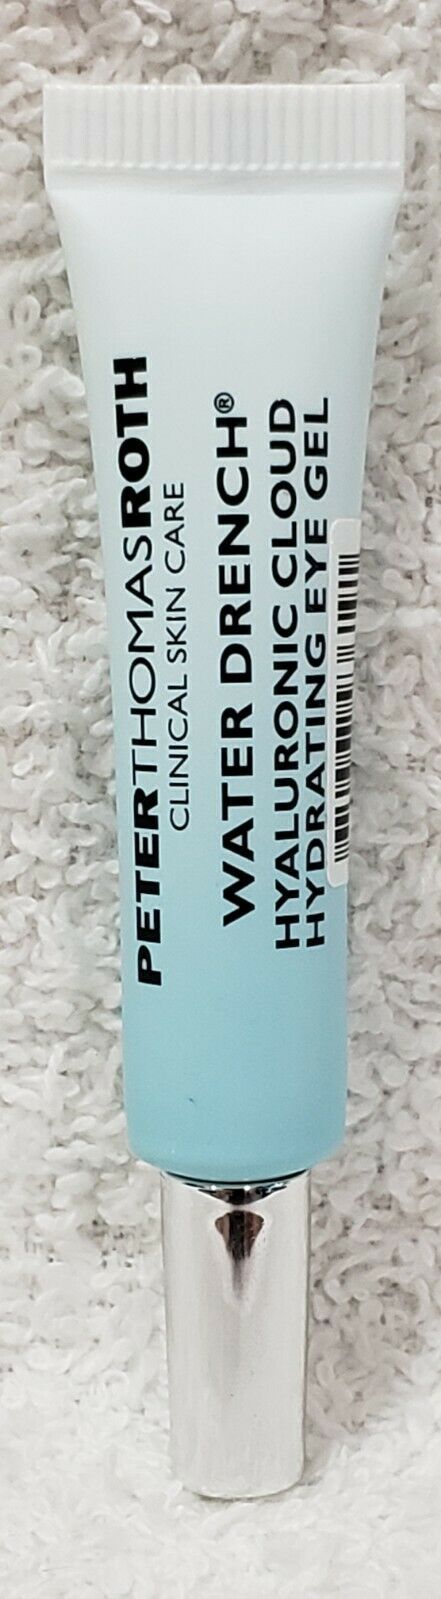 PETERTHOMASROTH
CLINICAL SKIN CARE
WATER DRENCH®
HYALURONIC CLOUD
HYDRATING EYE GEL